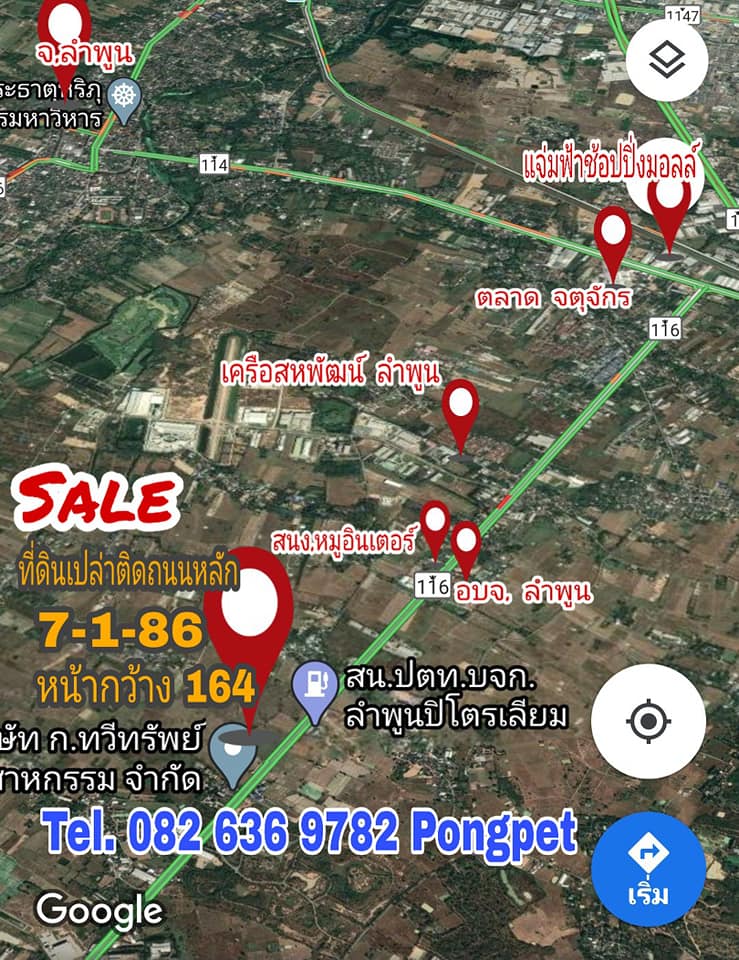 1147
จ,ลำพูน
ระธาตุหริภุ
รมหาวิหาร
114
แจ่มฟ้าช้อปปิ่งมอลล์
ตลาด จตุจักร
116
เครือสหพัฒน์ ลำพูน
SALE
สนง,หมูอินเตอร์
ที่ดินเปล่าติดถนนหลัก
116
อบจ, ลำพูน
7-1-86
หน้ากว้าง 164
สน.ปตท.บจก.
ลำพูนปิโตรเลียม
ษัท ก.ทวีทรัพย์
สาหกรรม จำกัด
Tel. 082 636 9782 Pongpet
เริ่ม
Google